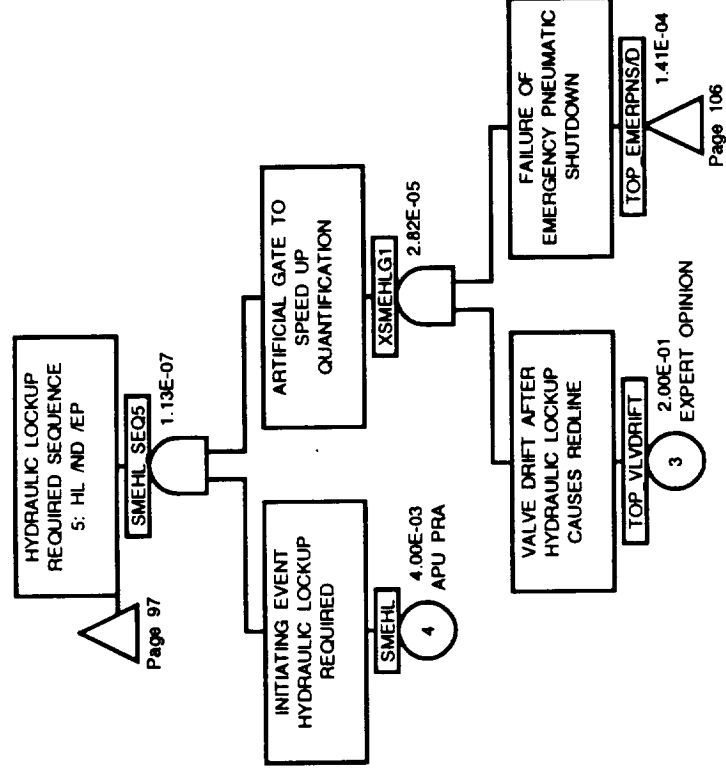 HYDRAULIC LOCKUP
REQUIRED SEQUENCE
5: HL /ND /EP
SMEHL_SEQ5
1.13E-07
Page 97
INITIATING EVENT
HYDRAULIC LOCKUP
REQUIRED
SMEHL
4
4.00E-03
APU PRA
ARTIFICIAL GATE TO
SPEED UP
QUANTIFICATION
XSMEHLG1
2.82E-05
VALVE DRIFT AFTER
HYDRAULIC LOCKUP
CAUSES REDLINE
TOP_VLVDRIFT
3
2.00E-01
EXPERT OPINION
FAILURE OF
EMERGENCY PNEUMATIC
SHUTDOWN
TOP_EMERPNS/D
1.41E-04
Page 106